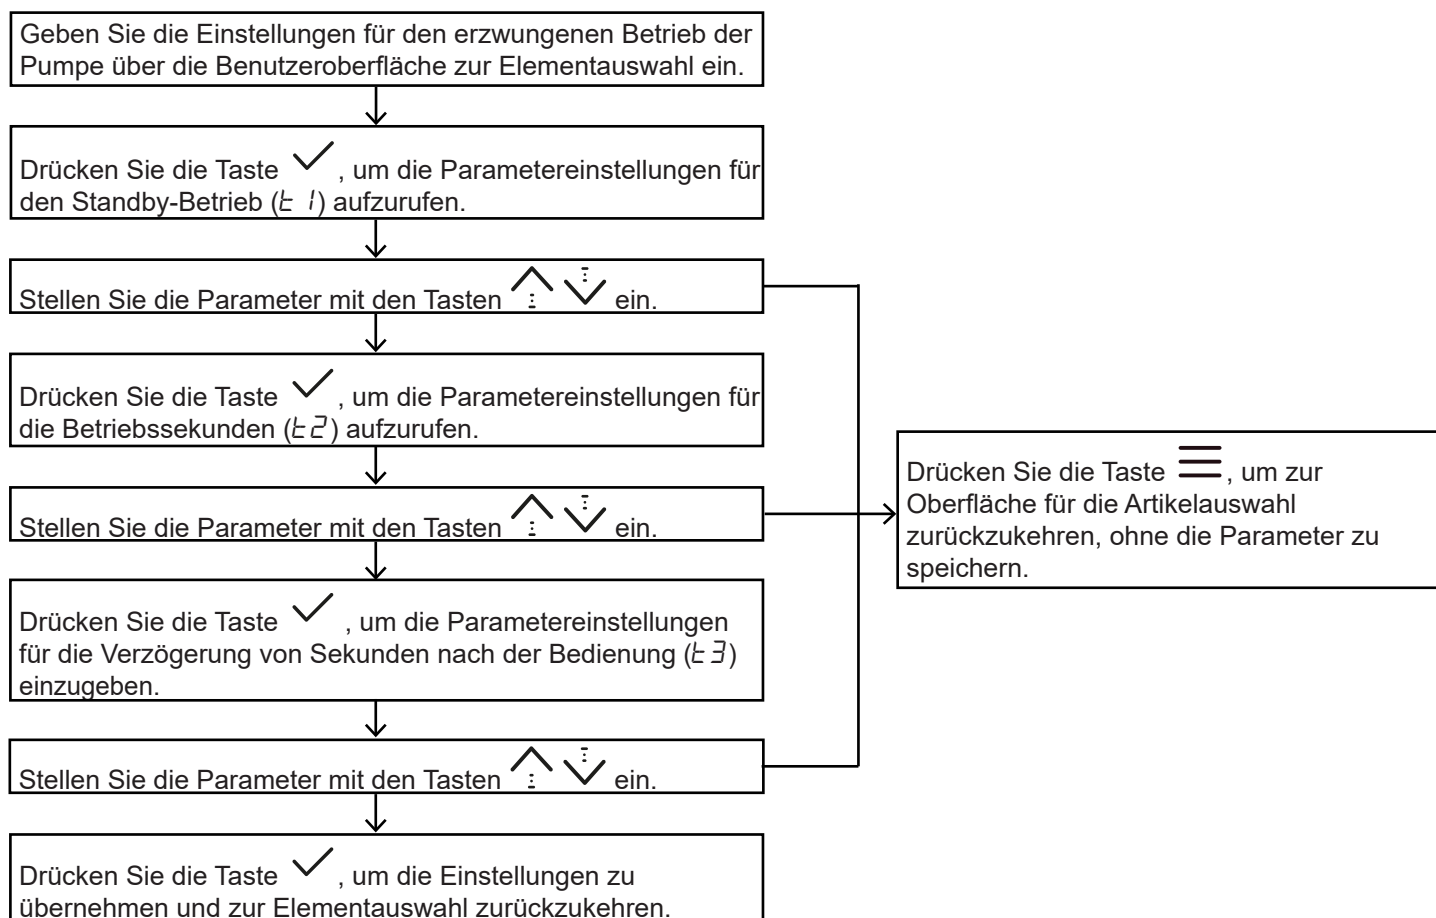 Geben Sie die Einstellungen für den erzwungenen Betrieb der
Pumpe über die Benutzeroberfläche zur Elementauswahl ein.
Drücken Sie die Taste , um die Parametereinstellungen für
den Standby-Betrieb (t1) aufzurufen.
Stellen Sie die Parameter mit den Tasten ein.
Drücken Sie die Taste , um die Parametereinstellungen für
die Betriebssekunden (t2) aufzurufen.
Stellen Sie die Parameter mit den Tasten ein.
Drücken Sie die Taste , um die Parametereinstellungen
für die Verzögerung von Sekunden nach der Bedienung (t3)
einzugeben.
Stellen Sie die Parameter mit den Tasten ein.
Drücken Sie die Taste , um die Einstellungen zu
übernehmen und zur Elementauswahl zurückzukehren.
Drücken Sie die Taste , um zur
Oberfläche für die Artikelauswahl
zurückzukehren, ohne die Parameter zu
speichern.